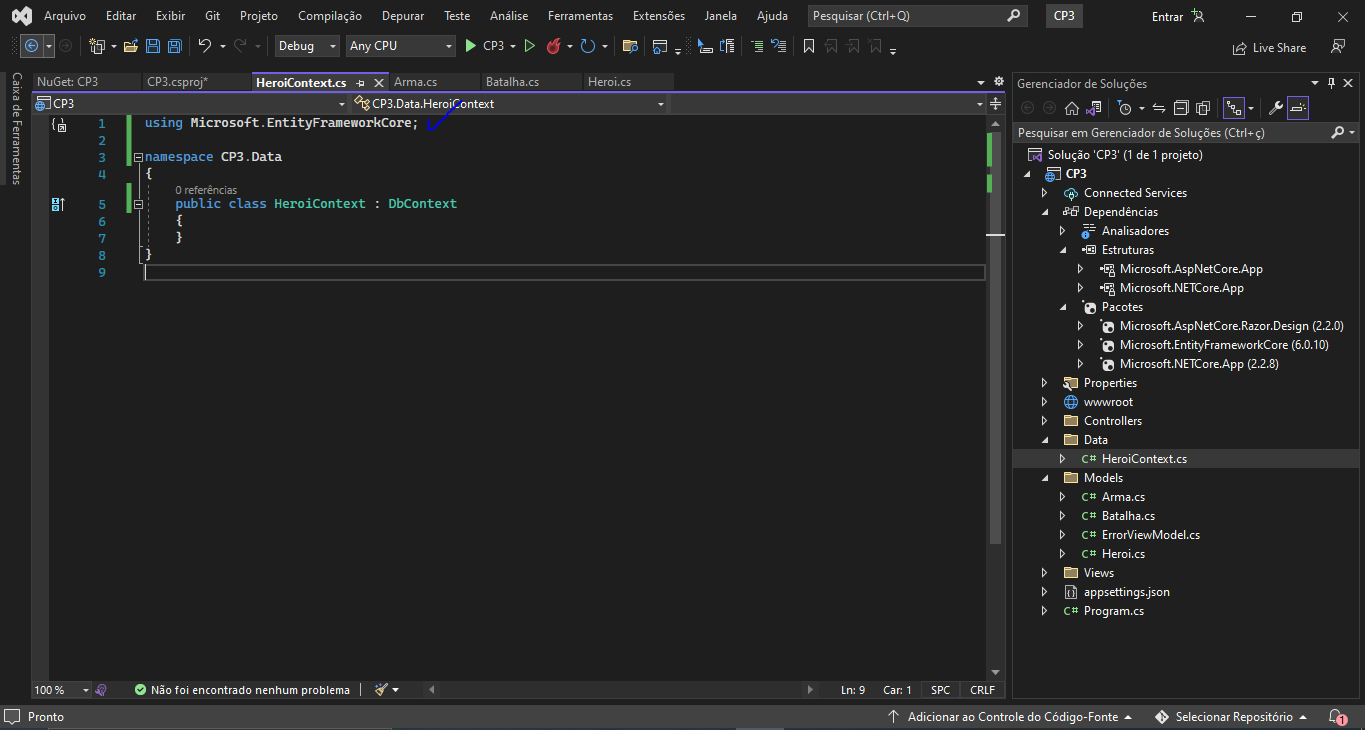 Arquivo Editar Exibir Git Projeto Compilação Depurar Teste Análise Ferramentas Extensões Janela Ajuda Pesquisar (Ctrl+Q) CP3 Entrar
Debug Any CPU CP3 Live Share
Caixa de Ferramentas
NuGet: CP3 CP3.csproj* HeroiContext.cs Arma.cs Batalha.cs Heroi.cs
CP3 CP3.Data.HeroiContext
1 using Microsoft.EntityFrameworkCore;
2
3 namespace CP3.Data
4 {
0 referências
5 public class HeroiContext : DbContext
6 {
7 }
8 }
9
100 % Não foi encontrado nenhum problema Ln: 9 Car: 1 SPC CRLF
Gerenciador de Soluções
Pesquisar em Gerenciador de Soluções (Ctrl+ç)
Solução 'CP3' (1 de 1 projeto)
CP3
Connected Services
Dependências
Analisadores
Estruturas
Microsoft.AspNetCore.App
Microsoft.NETCore.App
Pacotes
Microsoft.AspNetCore.Razor.Design (2.2.0)
Microsoft.EntityFrameworkCore (6.0.10)
Microsoft.NETCore.App (2.2.8)
Properties
wwwroot
Controllers
Data
C# HeroiContext.cs
Models
C# Arma.cs
C# Batalha.cs
C# ErrorViewModel.cs
C# Heroi.cs
Views
appsettings.json
C# Program.cs
Pronto Adicionar ao Controle do Código-Fonte Selecionar Repositório 1